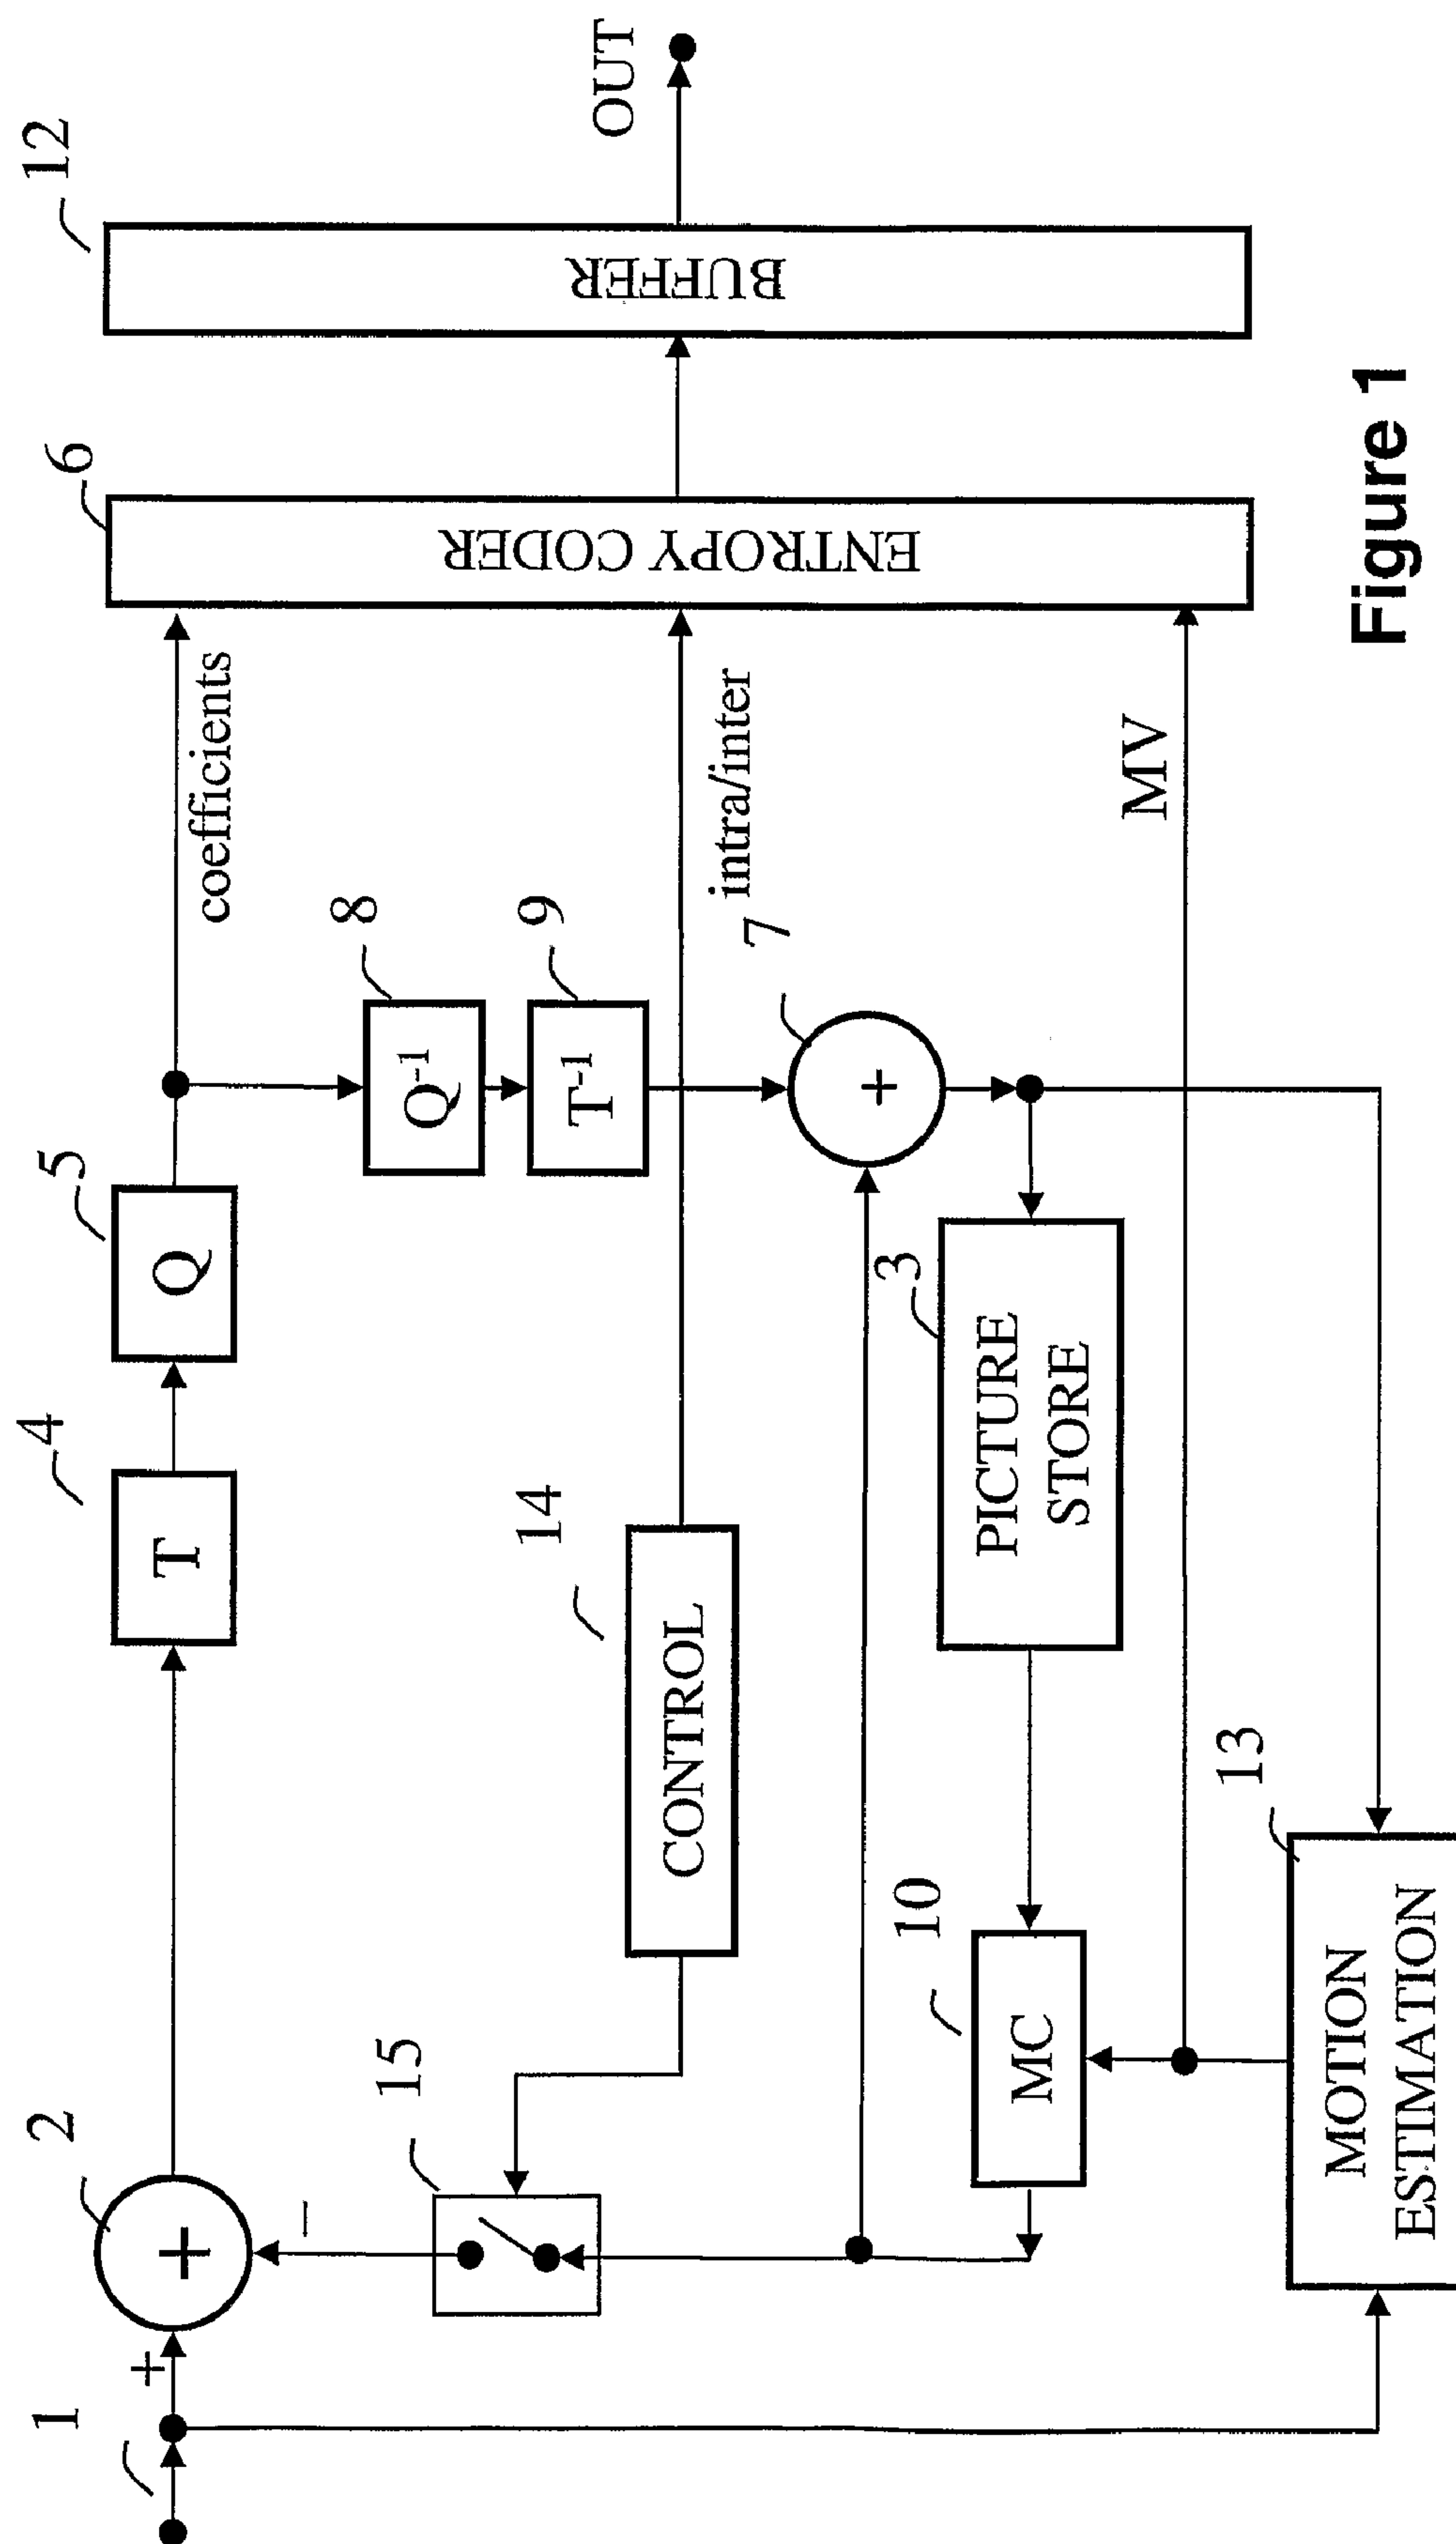 1
+
2
+
−
15
4
T
5
Q
coefficients
6
ENTROPY CODER
12
BUFFER
OUT
8
Q⁻¹
9
T⁻¹
14
CONTROL
intra/inter
7
+
3
PICTURE
STORE
10
MC
MV
13
MOTION
ESTIMATION
Figure 1